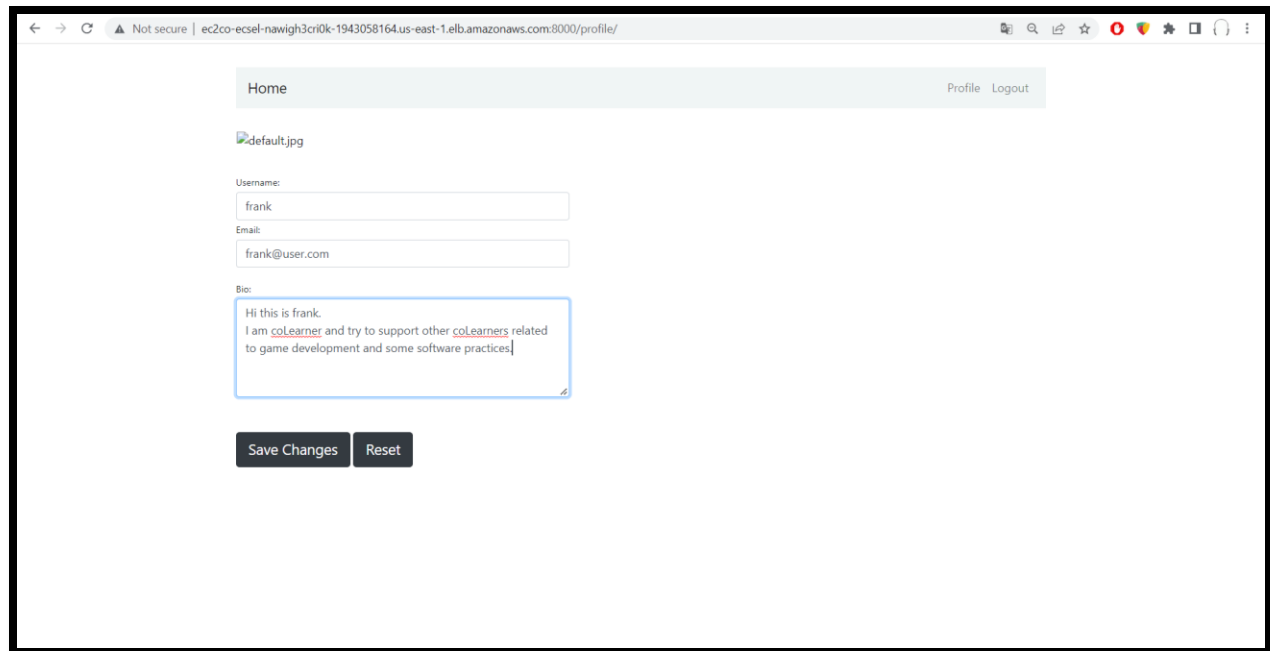 Not secure | ec2co-ecsel-nawigh3cri0k-1943058164.us-east-1.elb.amazonaws.com:8000/profile/
Home Profile Logout
default.jpg
Username:
frank
Email:
frank@user.com
Bio:
Hi this is frank.
I am coLearner and try to support other coLearners related
to game development and some software practices.
Save Changes Reset